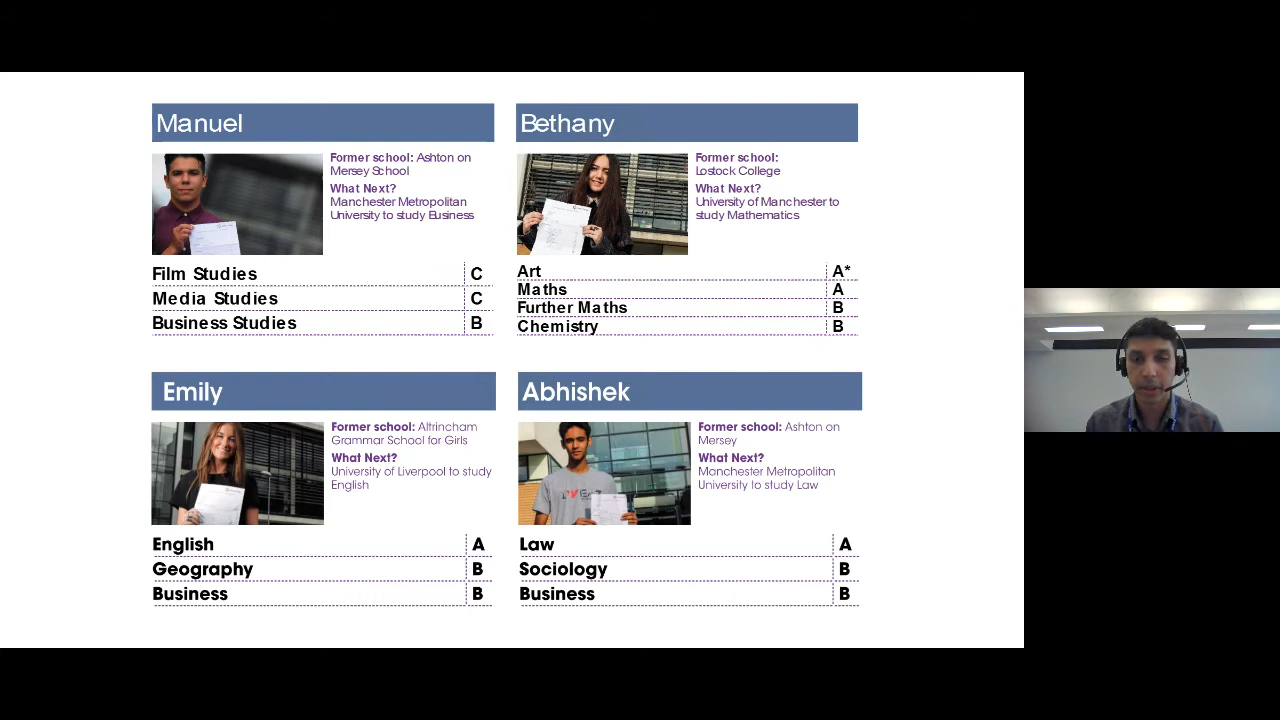 Manuel
Former school: Ashton on
Mersey School
What Next?
Manchester Metropolitan
University to study Business
Film Studies C
Media Studies C
Business Studies B
Bethany
Former school:
Lostock College
What Next?
University of Manchester to
study Mathematics
Art A*
Maths A
Further Maths B
Chemistry B
Emily
Former school: Altrincham
Grammar School for Girls
What Next?
University of Liverpool to study
English
English A
Geography B
Business B
Abhishek
Former school: Ashton on
Mersey
What Next?
Manchester Metropolitan
University to study Law
Law A
Sociology B
Business B